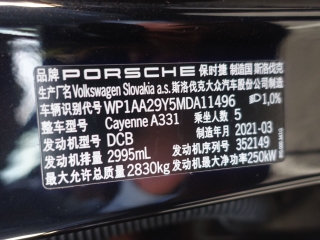 品牌 PORSCHE 保时捷 制造国 斯洛伐克
生产厂名 Volkswagen Slovakia a.s. 斯洛伐克大众汽车股份公司
车辆识别代号 WP1AA29Y5MDA11496 1,0%
整车型号 Cayenne A331 乘坐人数 5
发动机型号 DCB 制造年月 2021-03
发动机排量 2995mL 发动机号 352149
最大允许总质量 2830kg 发动机最大净功率 250kW